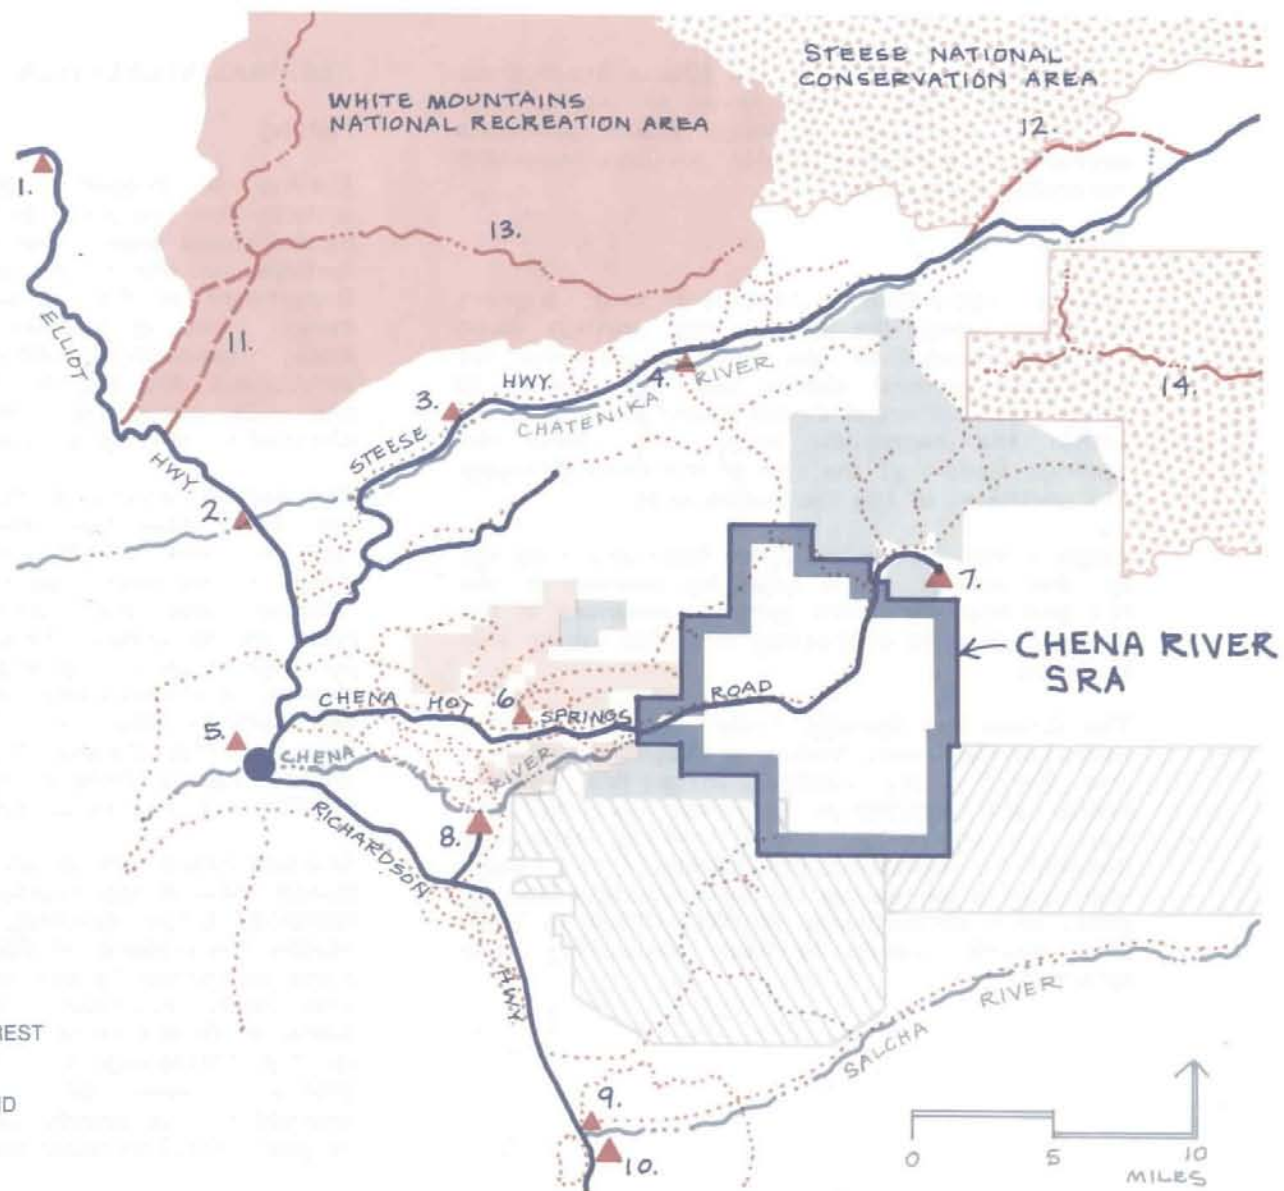 STEESE NATIONAL
CONSERVATION AREA
WHITE MOUNTAINS
NATIONAL RECREATION AREA
12.
1.
13.
ELLIOT
11.
HWY.
4.
RIVER
14.
3.
STEESE
CHATENIKA
HWY.
2.
7.
CHENA RIVER
SRA
CHENA HOT SPRINGS ROAD
6.
5.
CHENA
RIVER
RICHARDSON
8.
HWY.
RIVER
SALCHA
REST
ND
9.
10.
0 5 10
MILES